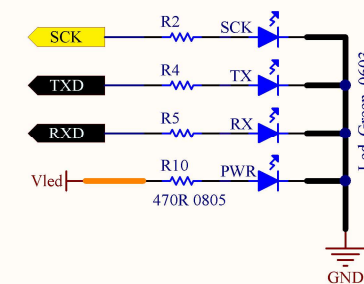 SCK R2 SCK
TXD R4 TX
RXD R5 RX
Vled R10 PWR
470R 0805
Led_Green_0603
GND